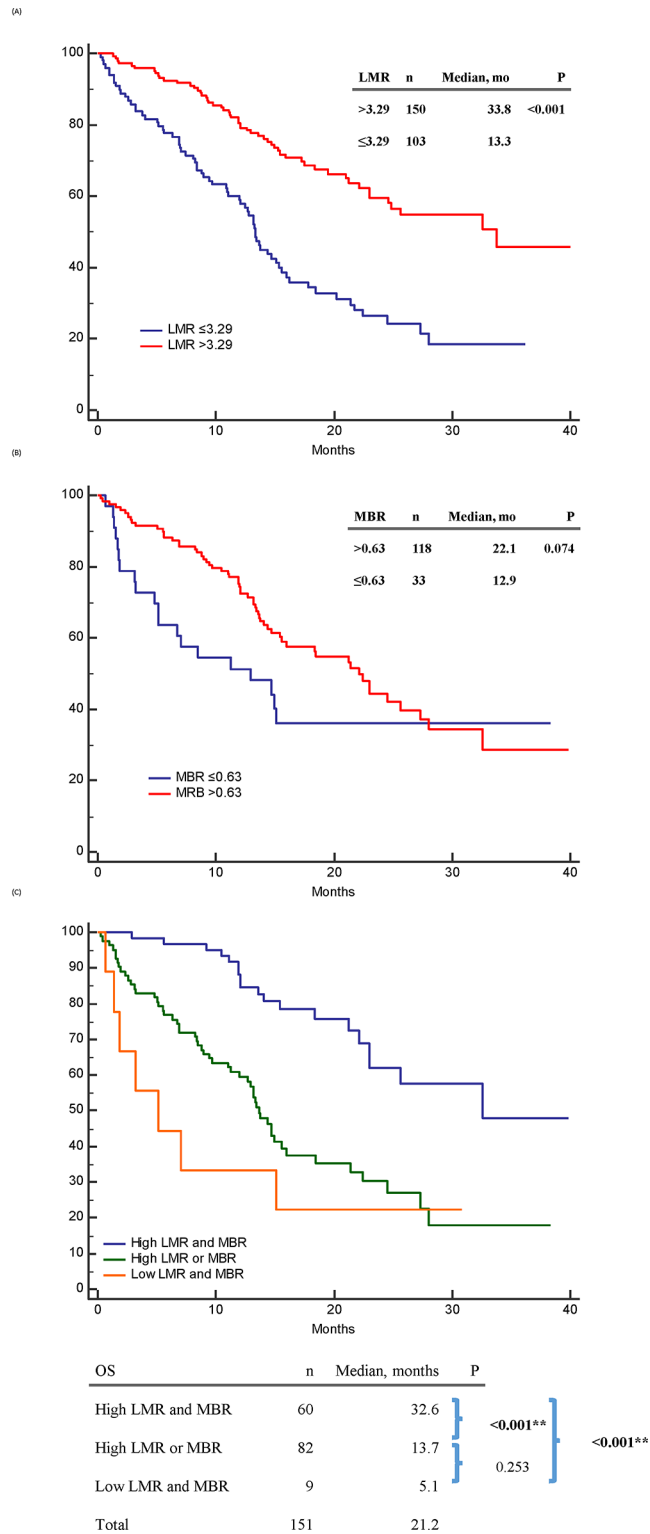 (A)
100
80
60
40
20
0
LMR n Median, mo P
>3.29 150 33.8 <0.001
≤3.29 103 13.3
LMR ≤3.29
LMR >3.29
0 10 20 30 40
Months
(B)
100
80
60
40
20
0
MBR n Median, mo P
>0.63 118 22.1 0.074
≤0.63 33 12.9
MBR ≤0.63
MRB >0.63
0 10 20 30 40
Months
(C)
100
90
80
70
60
50
40
30
20
10
0
High LMR and MBR
High LMR or MBR
Low LMR and MBR
0 10 20 30 40
Months
OS n Median, months P
High LMR and MBR 60 32.6
<0.001**
High LMR or MBR 82 13.7
<0.001**
0.253
Low LMR and MBR 9 5.1
Total 151 21.2